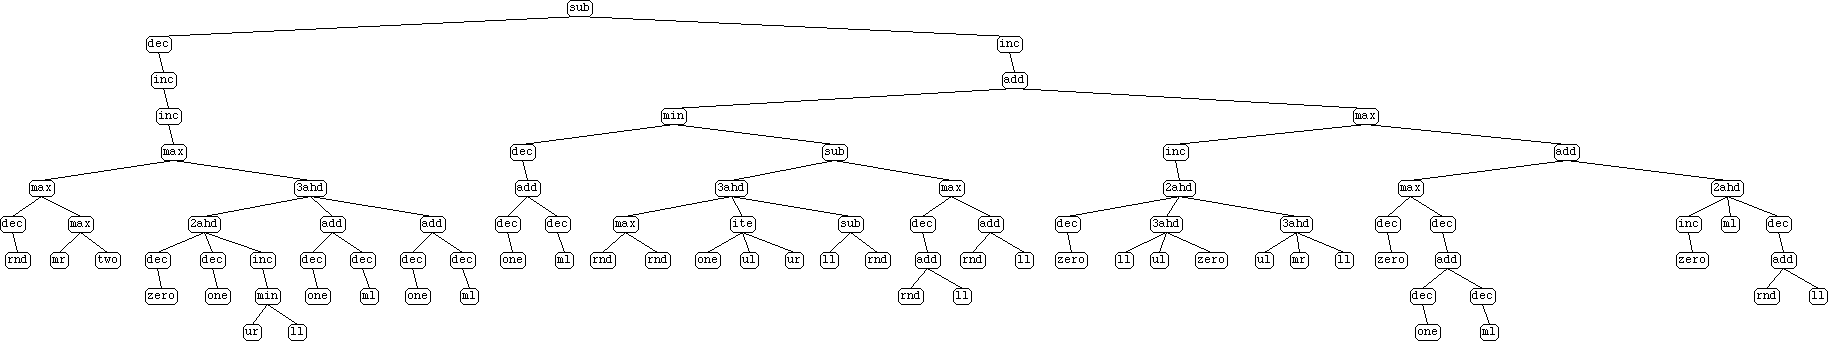 sub
dec inc
inc add
inc min max
max dec sub inc add
max 3ahd add 3ahd max 2ahd max 2ahd
dec max 2ahd add add dec dec max ite sub dec add dec 3ahd 3ahd dec dec inc ml dec
rnd mr two dec dec inc dec dec dec dec one ml rnd rnd one ul ur ll rnd add rnd ll zero ll ul zero ul mr ll zero add zero add
zero one min one ml one ml rnd ll dec dec rnd ll
ur ll one ml